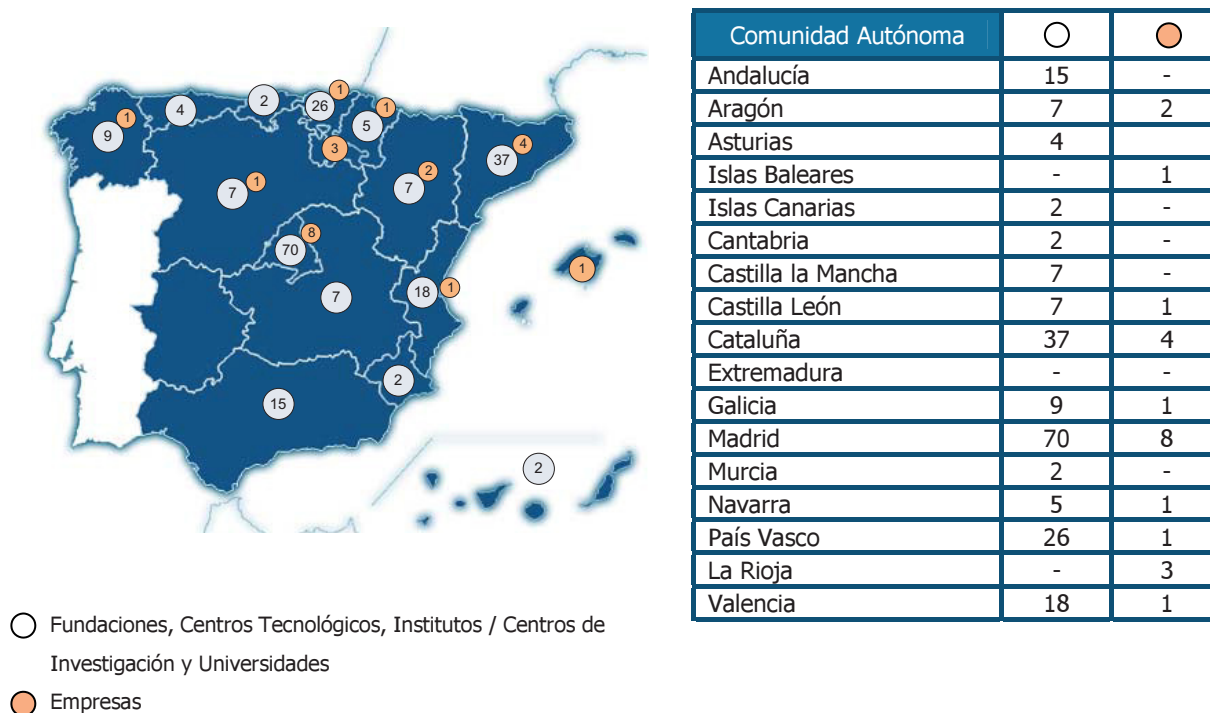 1
2
26
1
4
1
5
9
3
4
37
2
7
7
1
8
70
1
7
18
1
2
15
2
Fundaciones, Centros Tecnológicos, Institutos / Centros de
Investigación y Universidades
Empresas
Comunidad Autónoma
Andalucía 15 -
Aragón 7 2
Asturias 4
Islas Baleares - 1
Islas Canarias 2 -
Cantabria 2 -
Castilla la Mancha 7 -
Castilla León 7 1
Cataluña 37 4
Extremadura - -
Galicia 9 1
Madrid 70 8
Murcia 2 -
Navarra 5 1
País Vasco 26 1
La Rioja - 3
Valencia 18 1